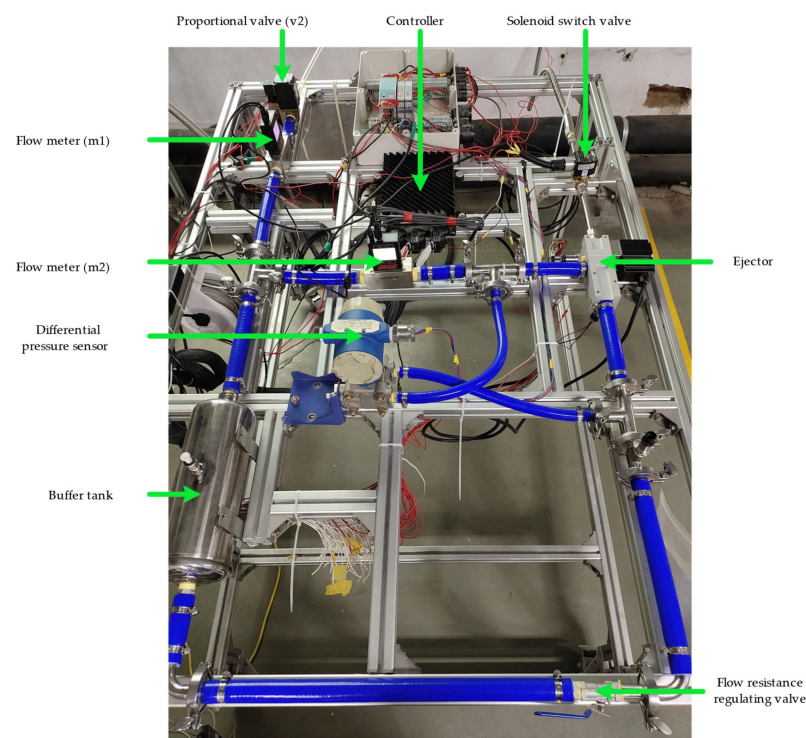 Proportional valve (v2)
Controller
Solenoid switch valve
Flow meter (m1)
Flow meter (m2)
Ejector
Differential
pressure sensor
Buffer tank
Flow resistance
regulating valve